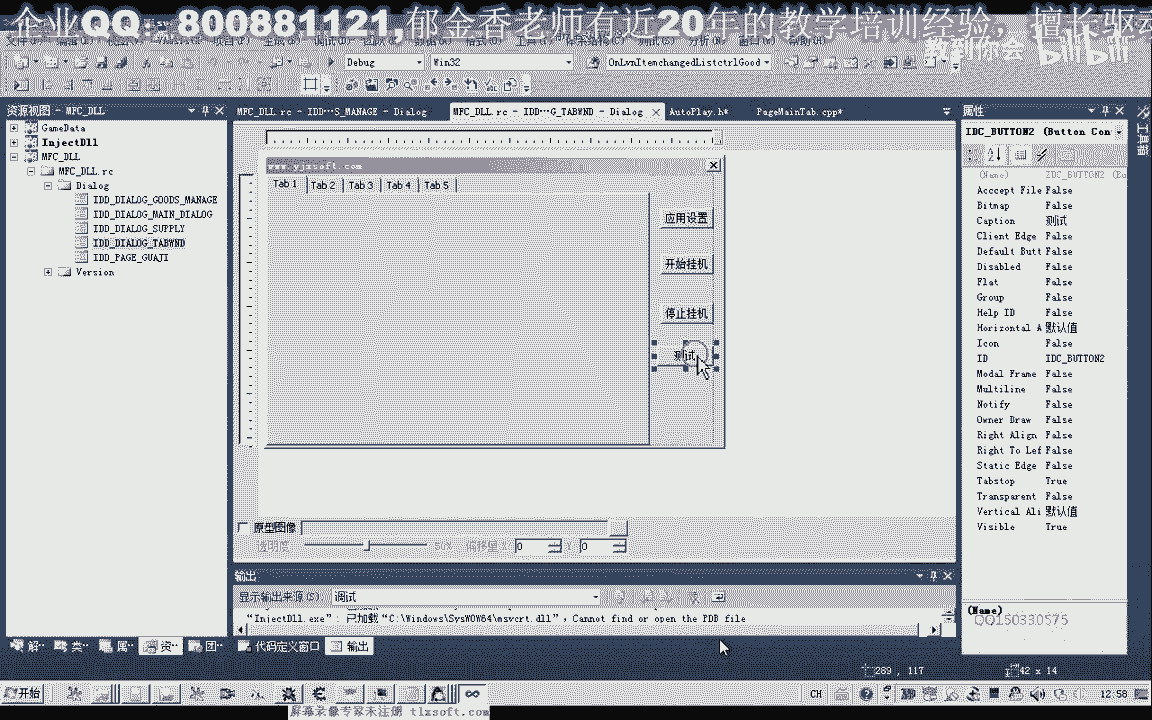 企业QQ：800881121,郁金香老师有近20年的教学培训经验，擅长驱动
教到你会 bilibili
Debug
Win32
OnLvnItemchangedListctrlGood
资源视图 - MFC_DLL
GameData
InjectDll
MFC_DLL
MFC_DLL.rc
Dialog
IDD_DIALOG_GOODS_MANAGE
IDD_DIALOG_MAIN_DIALOG
IDD_DIALOG_SUPPLY
IDD_DIALOG_TABWND
IDD_PAGE_GUAJI
Version
MFC_DLL.rc - IDD···S_MANAGE - Dialog
MFC_DLL.rc - IDD···G_TABWND - Dialog
AutoPlay.h*
PageMainTab.cpp*
www.yjxsoft.com
Tab 1 Tab 2 Tab 3 Tab 4 Tab 5
应用设置
开始挂机
停止挂机
测试
原型图像
透明度: 50% 偏移量 X: 0 Y: 0
输出
显示输出来源(S): 调试
“InjectDll.exe”: 已加载“C:\Windows\SysWOW64\msvcrt.dll”，Cannot find or open the PDB file
代码定义窗口 输出
属性
IDC_BUTTON2 (Button Con
(Name) IDC_BUTTON2 (Bu
Accept File False
Bitmap False
Caption 测试
Client Edge False
Default Butt False
Disabled False
Flat False
Group False
Help ID False
Horizontal A 默认值
Icon False
ID IDC_BUTTON2
Modal Frame False
Multiline False
Notify False
Owner Draw False
Right Align False
Right To Lef False
Static Edge False
Tabstop True
Transparent False
Vertical Ali 默认值
Visible True
(Name)
QQ150330575
工具箱
289 , 117
42 x 14
开始
CH
12:58
屏幕录像专家未注册 tlxsoft.com